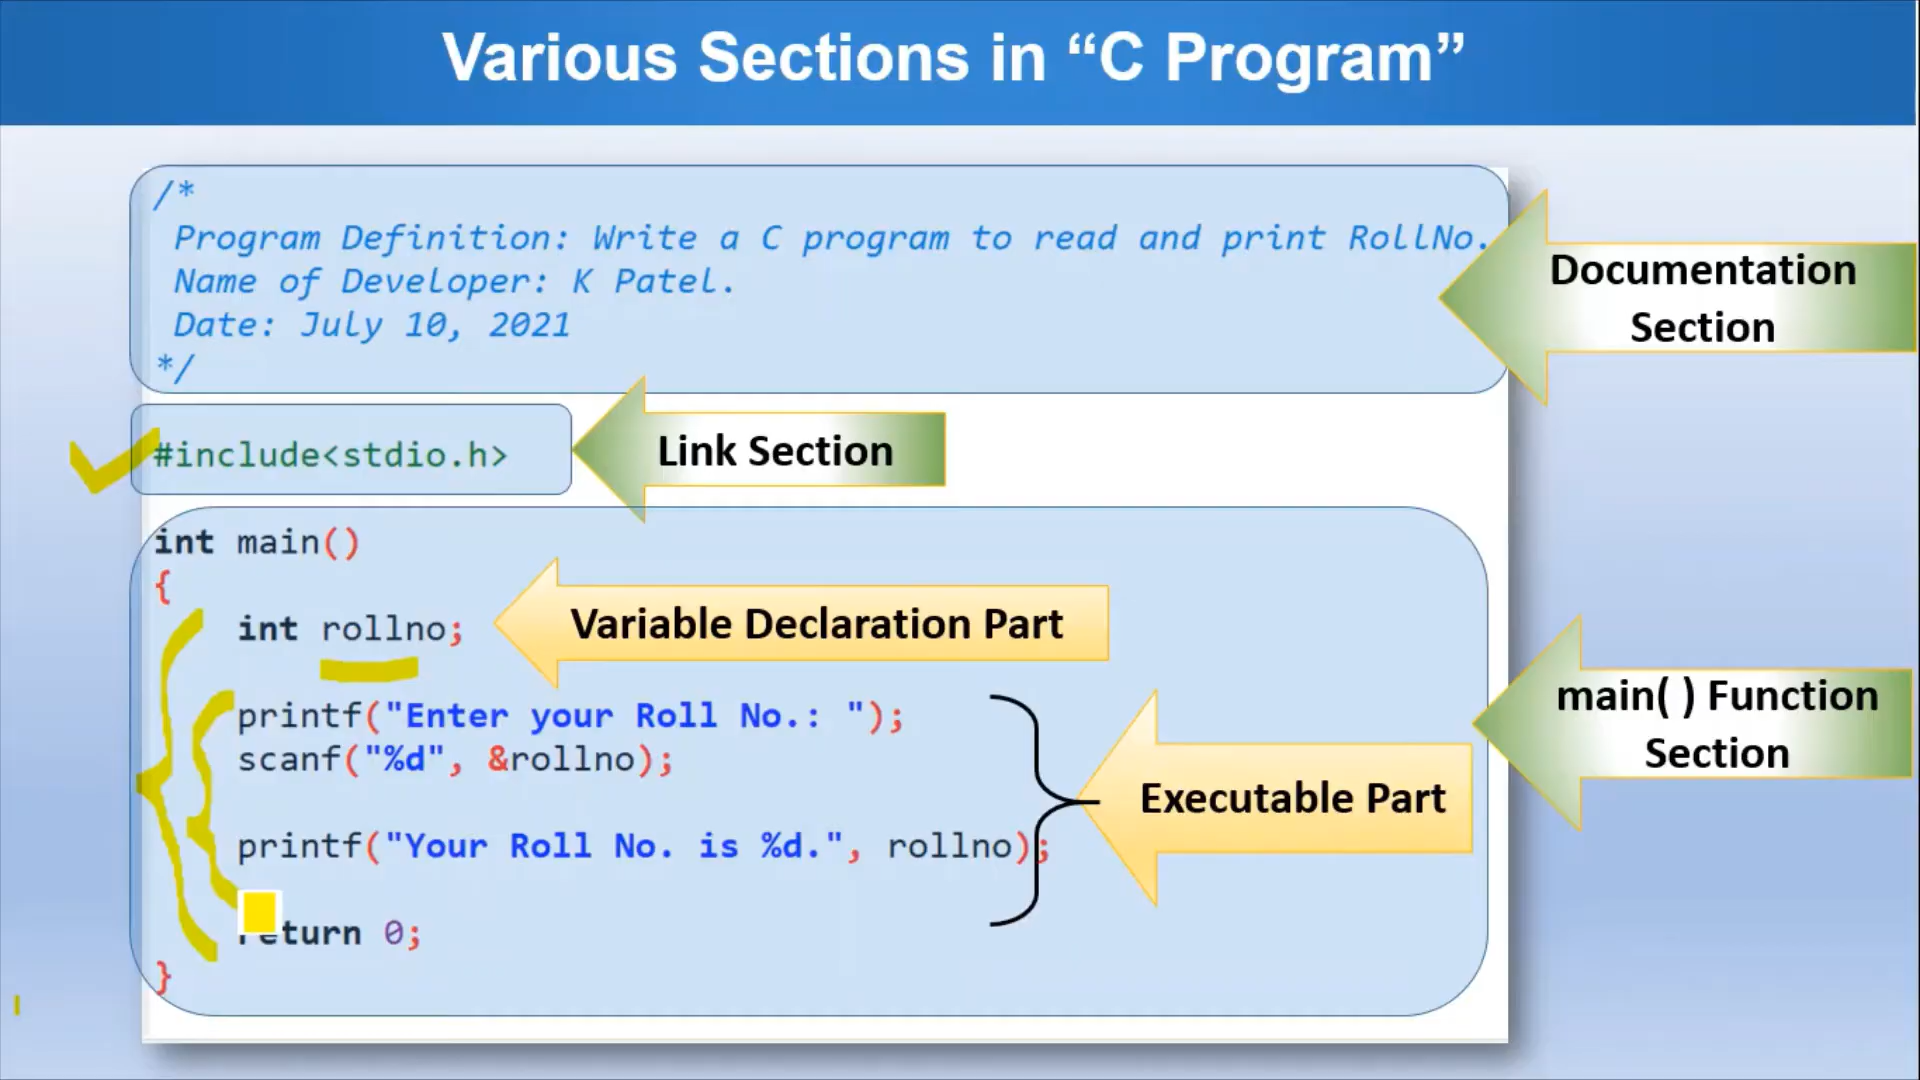 Various Sections in “C Program”
/*
Program Definition: Write a C program to read and print RollNo.
Name of Developer: K Patel.
Date: July 10, 2021
*/
Documentation
Section
#include<stdio.h>
Link Section
int main()
{
int rollno;
Variable Declaration Part
printf("Enter your Roll No.: ");
scanf("%d", &rollno);
printf("Your Roll No. is %d.", rollno);
Executable Part
main( ) Function
Section
return 0;
}